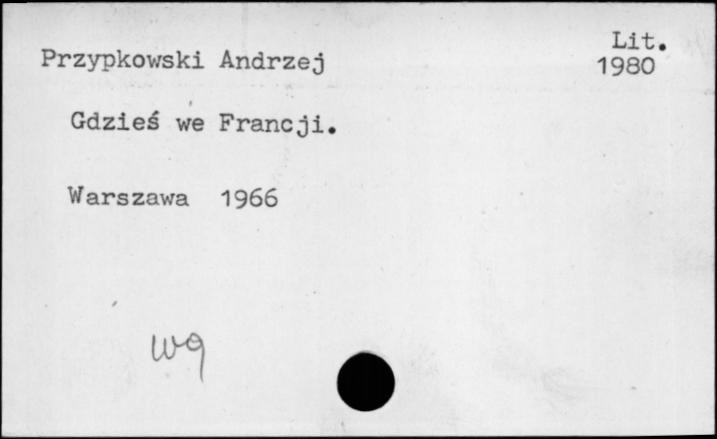 Przypkowski Andrzej
Lit.
1980
Gdzieś we Francji.
Warszawa 1966